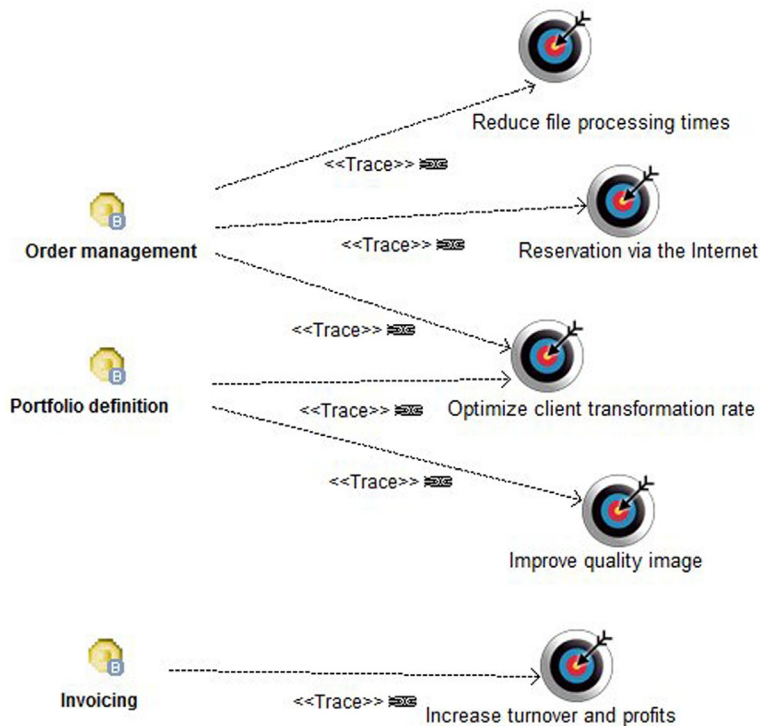 Reduce file processing times
<<Trace>>
B
Order management
<<Trace>>
Reservation via the Internet
<<Trace>>
B
Portfolio definition
<<Trace>>
Optimize client transformation rate
<<Trace>>
Improve quality image
B
Invoicing
<<Trace>>
Increase turnover and profits